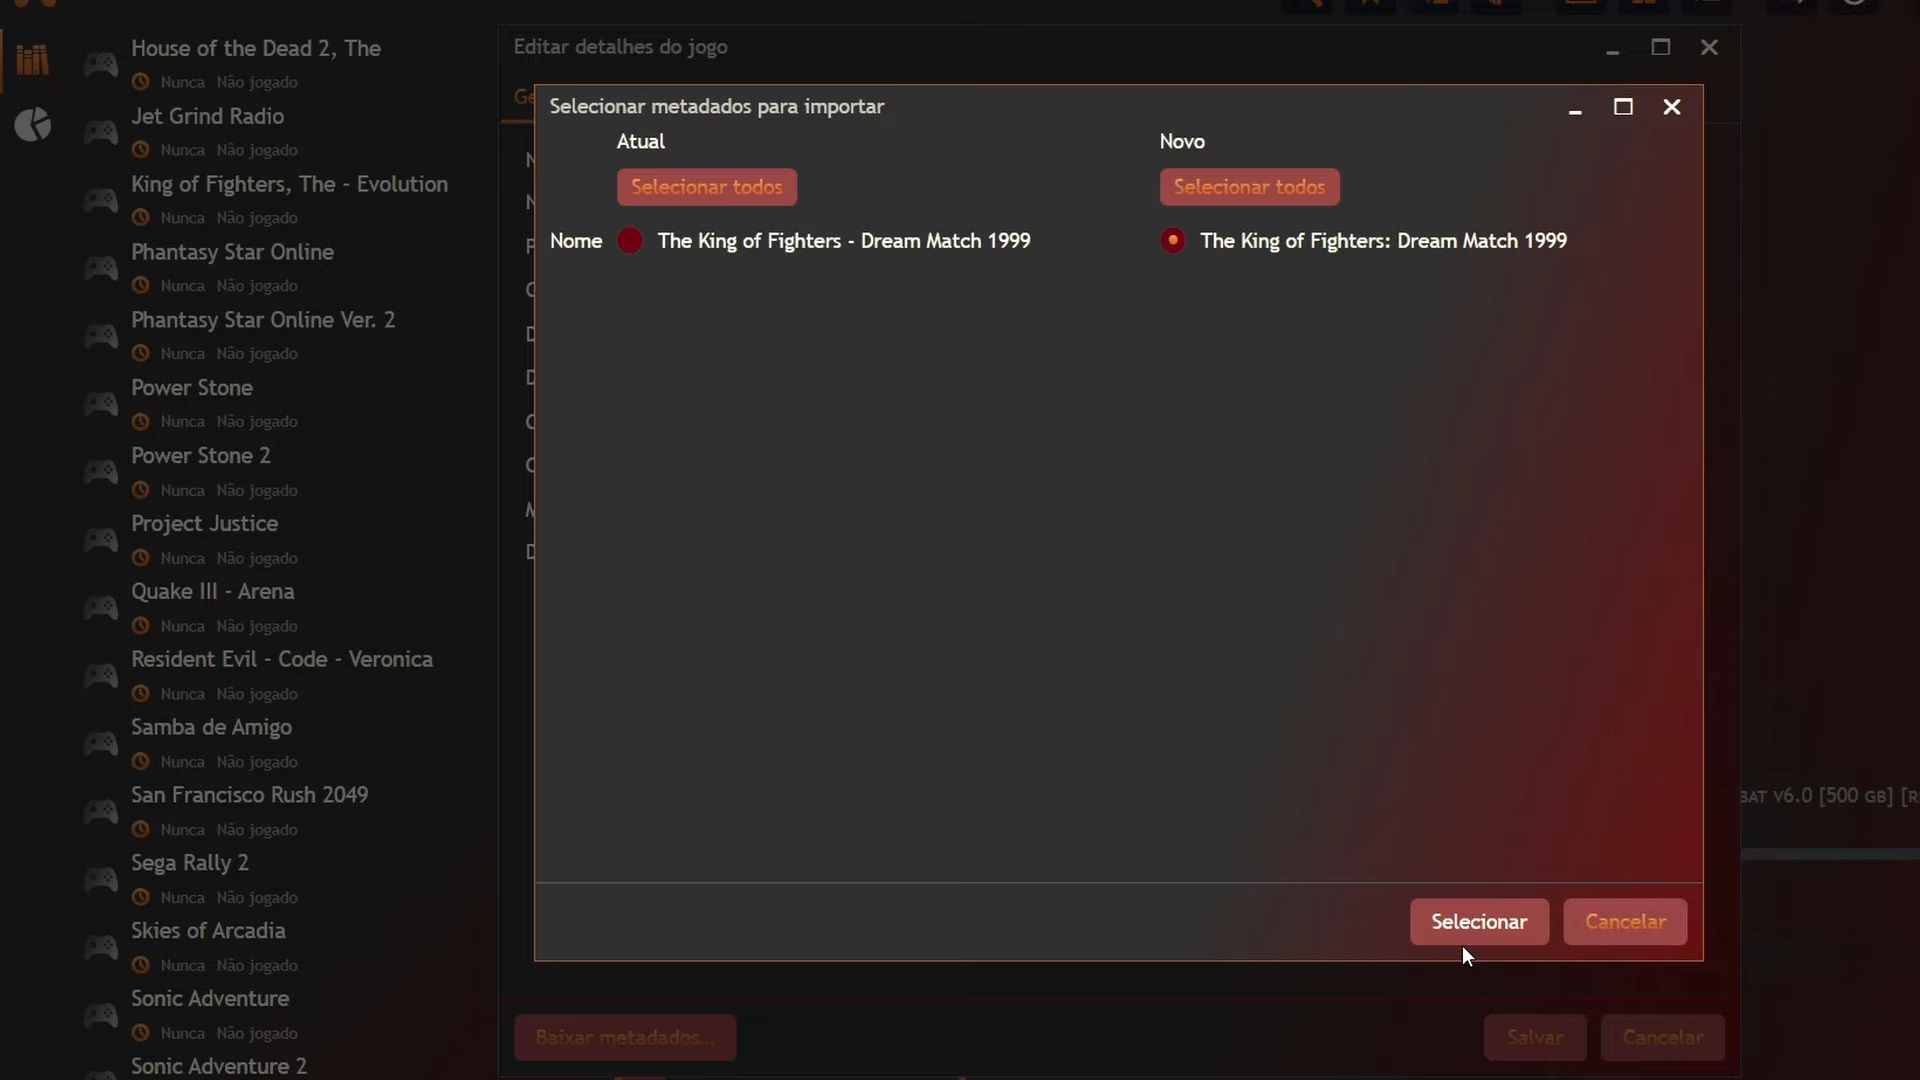 House of the Dead 2, The
Nunca Não jogado
Jet Grind Radio
Nunca Não jogado
King of Fighters, The - Evolution
Nunca Não jogado
Phantasy Star Online
Nunca Não jogado
Phantasy Star Online Ver. 2
Nunca Não jogado
Power Stone
Nunca Não jogado
Power Stone 2
Nunca Não jogado
Project Justice
Nunca Não jogado
Quake III - Arena
Nunca Não jogado
Resident Evil - Code - Veronica
Nunca Não jogado
Samba de Amigo
Nunca Não jogado
San Francisco Rush 2049
Nunca Não jogado
Sega Rally 2
Nunca Não jogado
Skies of Arcadia
Nunca Não jogado
Sonic Adventure
Nunca Não jogado
Sonic Adventure 2
Editar detalhes do jogo
Selecionar metadados para importar
Atual Novo
Selecionar todos Selecionar todos
Nome The King of Fighters - Dream Match 1999 The King of Fighters: Dream Match 1999
Selecionar Cancelar
V6.0 [500 GB]
Baixar metadados... Salvar Cancelar